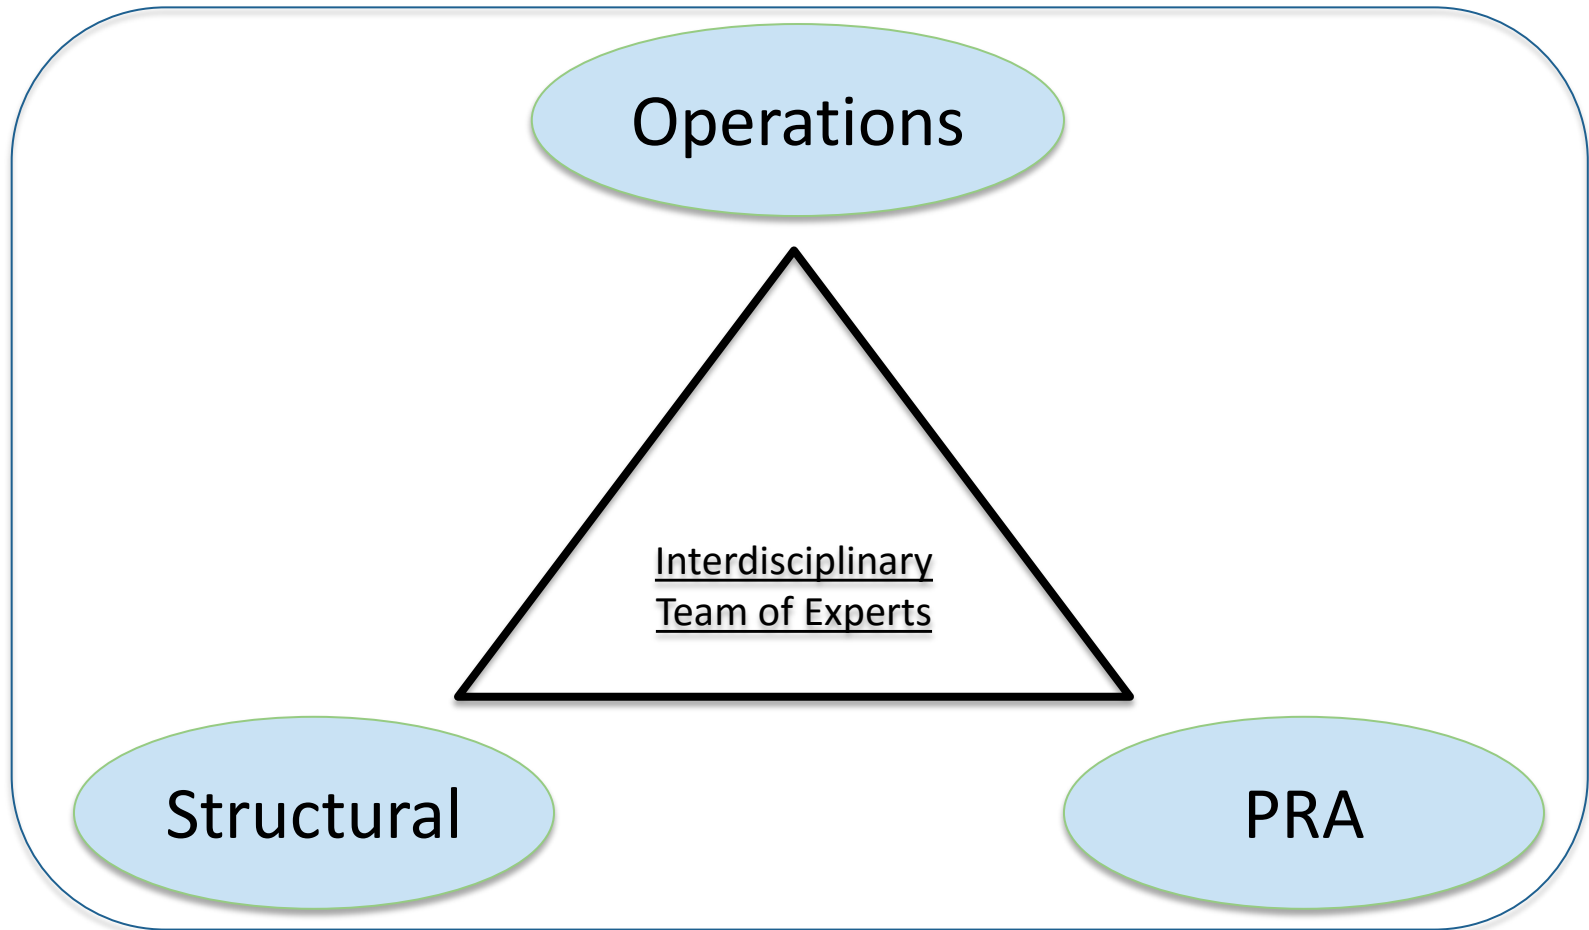 Operations
Interdisciplinary
Team of Experts
Structural
PRA